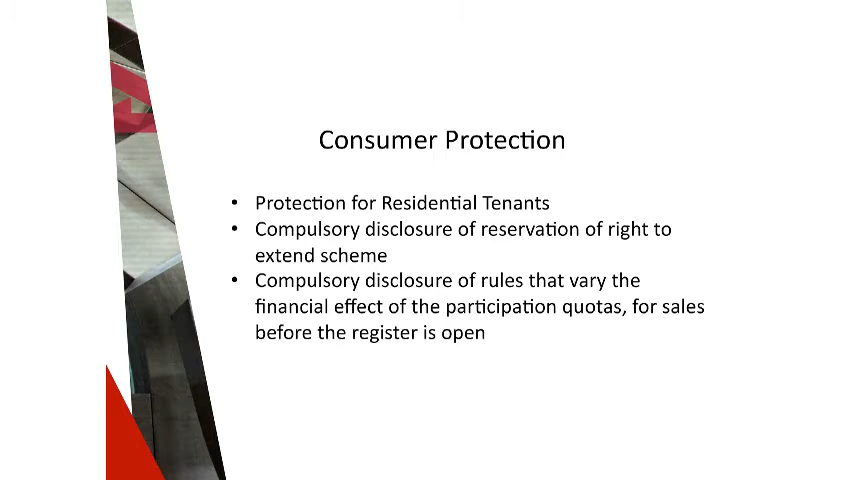 Consumer Protection
• Protection for Residential Tenants
• Compulsory disclosure of reservation of right to
extend scheme
• Compulsory disclosure of rules that vary the
financial effect of the participation quotas, for sales
before the register is open